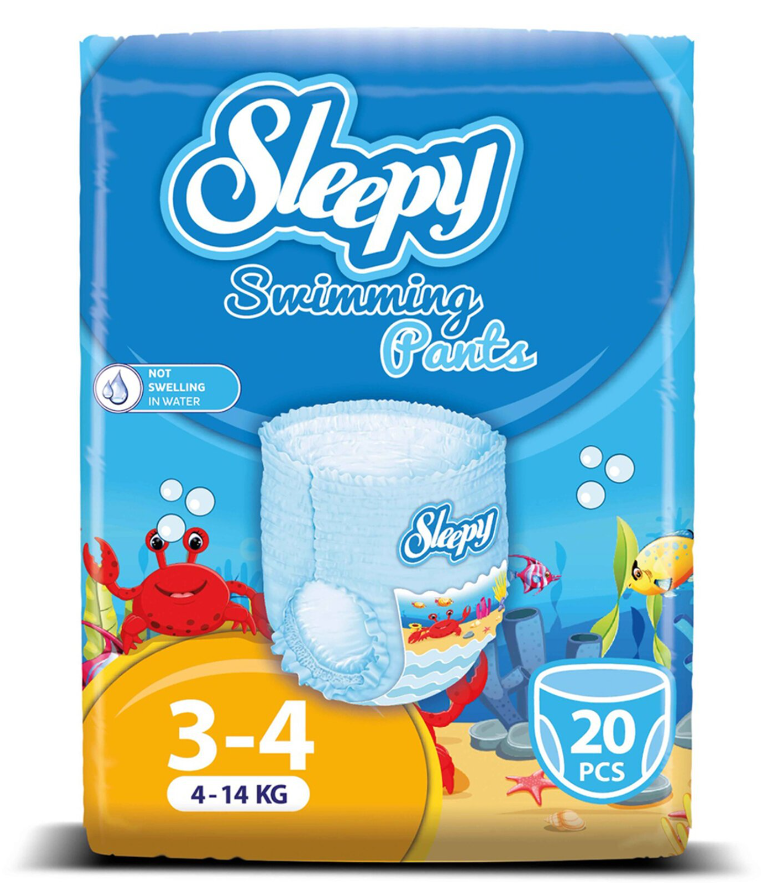 Sleepy
Swimming
Pants
NOT
SWELLING
IN WATER
Sleepy
3-4
4-14 KG
20
PCS